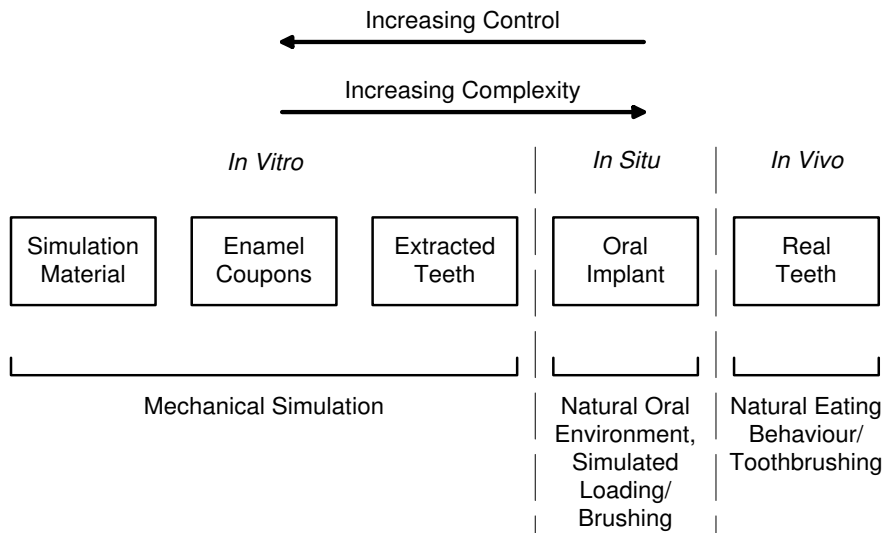 Increasing Control
Increasing Complexity
In Vitro
In Situ
In Vivo
Simulation
Material
Enamel
Coupons
Extracted
Teeth
Oral
Implant
Real
Teeth
Mechanical Simulation
Natural Oral
Environment,
Simulated
Loading/
Brushing
Natural Eating
Behaviour/
Toothbrushing